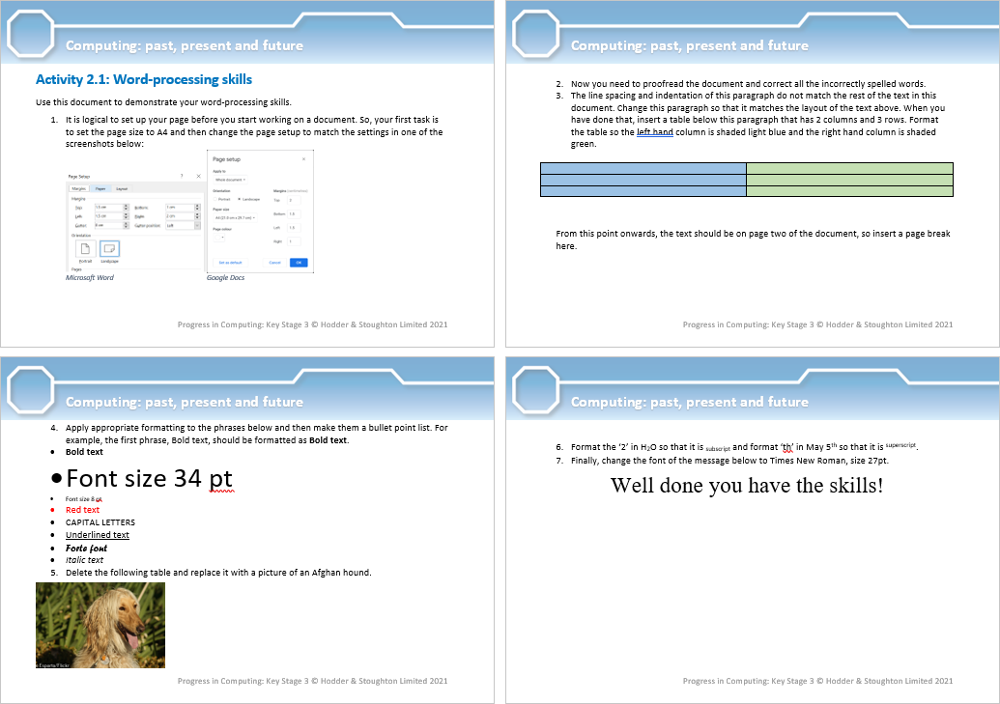 Computing: past, present and future
Activity 2.1: Word-processing skills
Use this document to demonstrate your word-processing skills.
1. It is logical to set up your page before you start working on a document. So, your first task is
to set the page size to A4 and then change the page setup to match the settings in one of the
screenshots below:
Page Setup ? ×
Margins Paper Layout
Margins
Top: 1.5 cm Bottom: 1 cm
Left: 1.5 cm Right: 2 cm
Gutter: 0 cm Gutter position: Left
Orientation
Portrait Landscape
Pages
Page setup ×
Apply to
Whole document
Orientation Margins
Portrait Landscape Top
Paper size
Bottom 1.5
Left 1.5
Page colour
Right 1
Set as default Cancel OK
Microsoft Word Google Docs
Progress in Computing: Key Stage 3 © Hodder & Stoughton Limited 2021
Computing: past, present and future
2. Now you need to proofread the document and correct all the incorrectly spelled words.
3. The line spacing and indentation of this paragraph do not match the rest of the text in this
document. Change this paragraph so that it matches the layout of the text above. When you
have done that, insert a table below this paragraph that has 2 columns and 3 rows. Format
the table so the left hand column is shaded light blue and the right hand column is shaded
green.
From this point onwards, the text should be on page two of the document, so insert a page break
here.
Progress in Computing: Key Stage 3 © Hodder & Stoughton Limited 2021
Computing: past, present and future
4. Apply appropriate formatting to the phrases below and then make them a bullet point list. For
example, the first phrase, Bold text, should be formatted as Bold text.
• Bold text
• Font size 34 pt
• Font size 8 pt
• Red text
• CAPITAL LETTERS
• Underlined text
• Forte font
• Italic text
5. Delete the following table and replace it with a picture of an Afghan hound.
Esparta/Flickr
Progress in Computing: Key Stage 3 © Hodder & Stoughton Limited 2021
Computing: past, present and future
6. Format the ‘2’ in H₂O so that it is subscript and format ‘th’ in May 5th so that it is superscript.
7. Finally, change the font of the message below to Times New Roman, size 27pt.
Well done you have the skills!
Progress in Computing: Key Stage 3 © Hodder & Stoughton Limited 2021